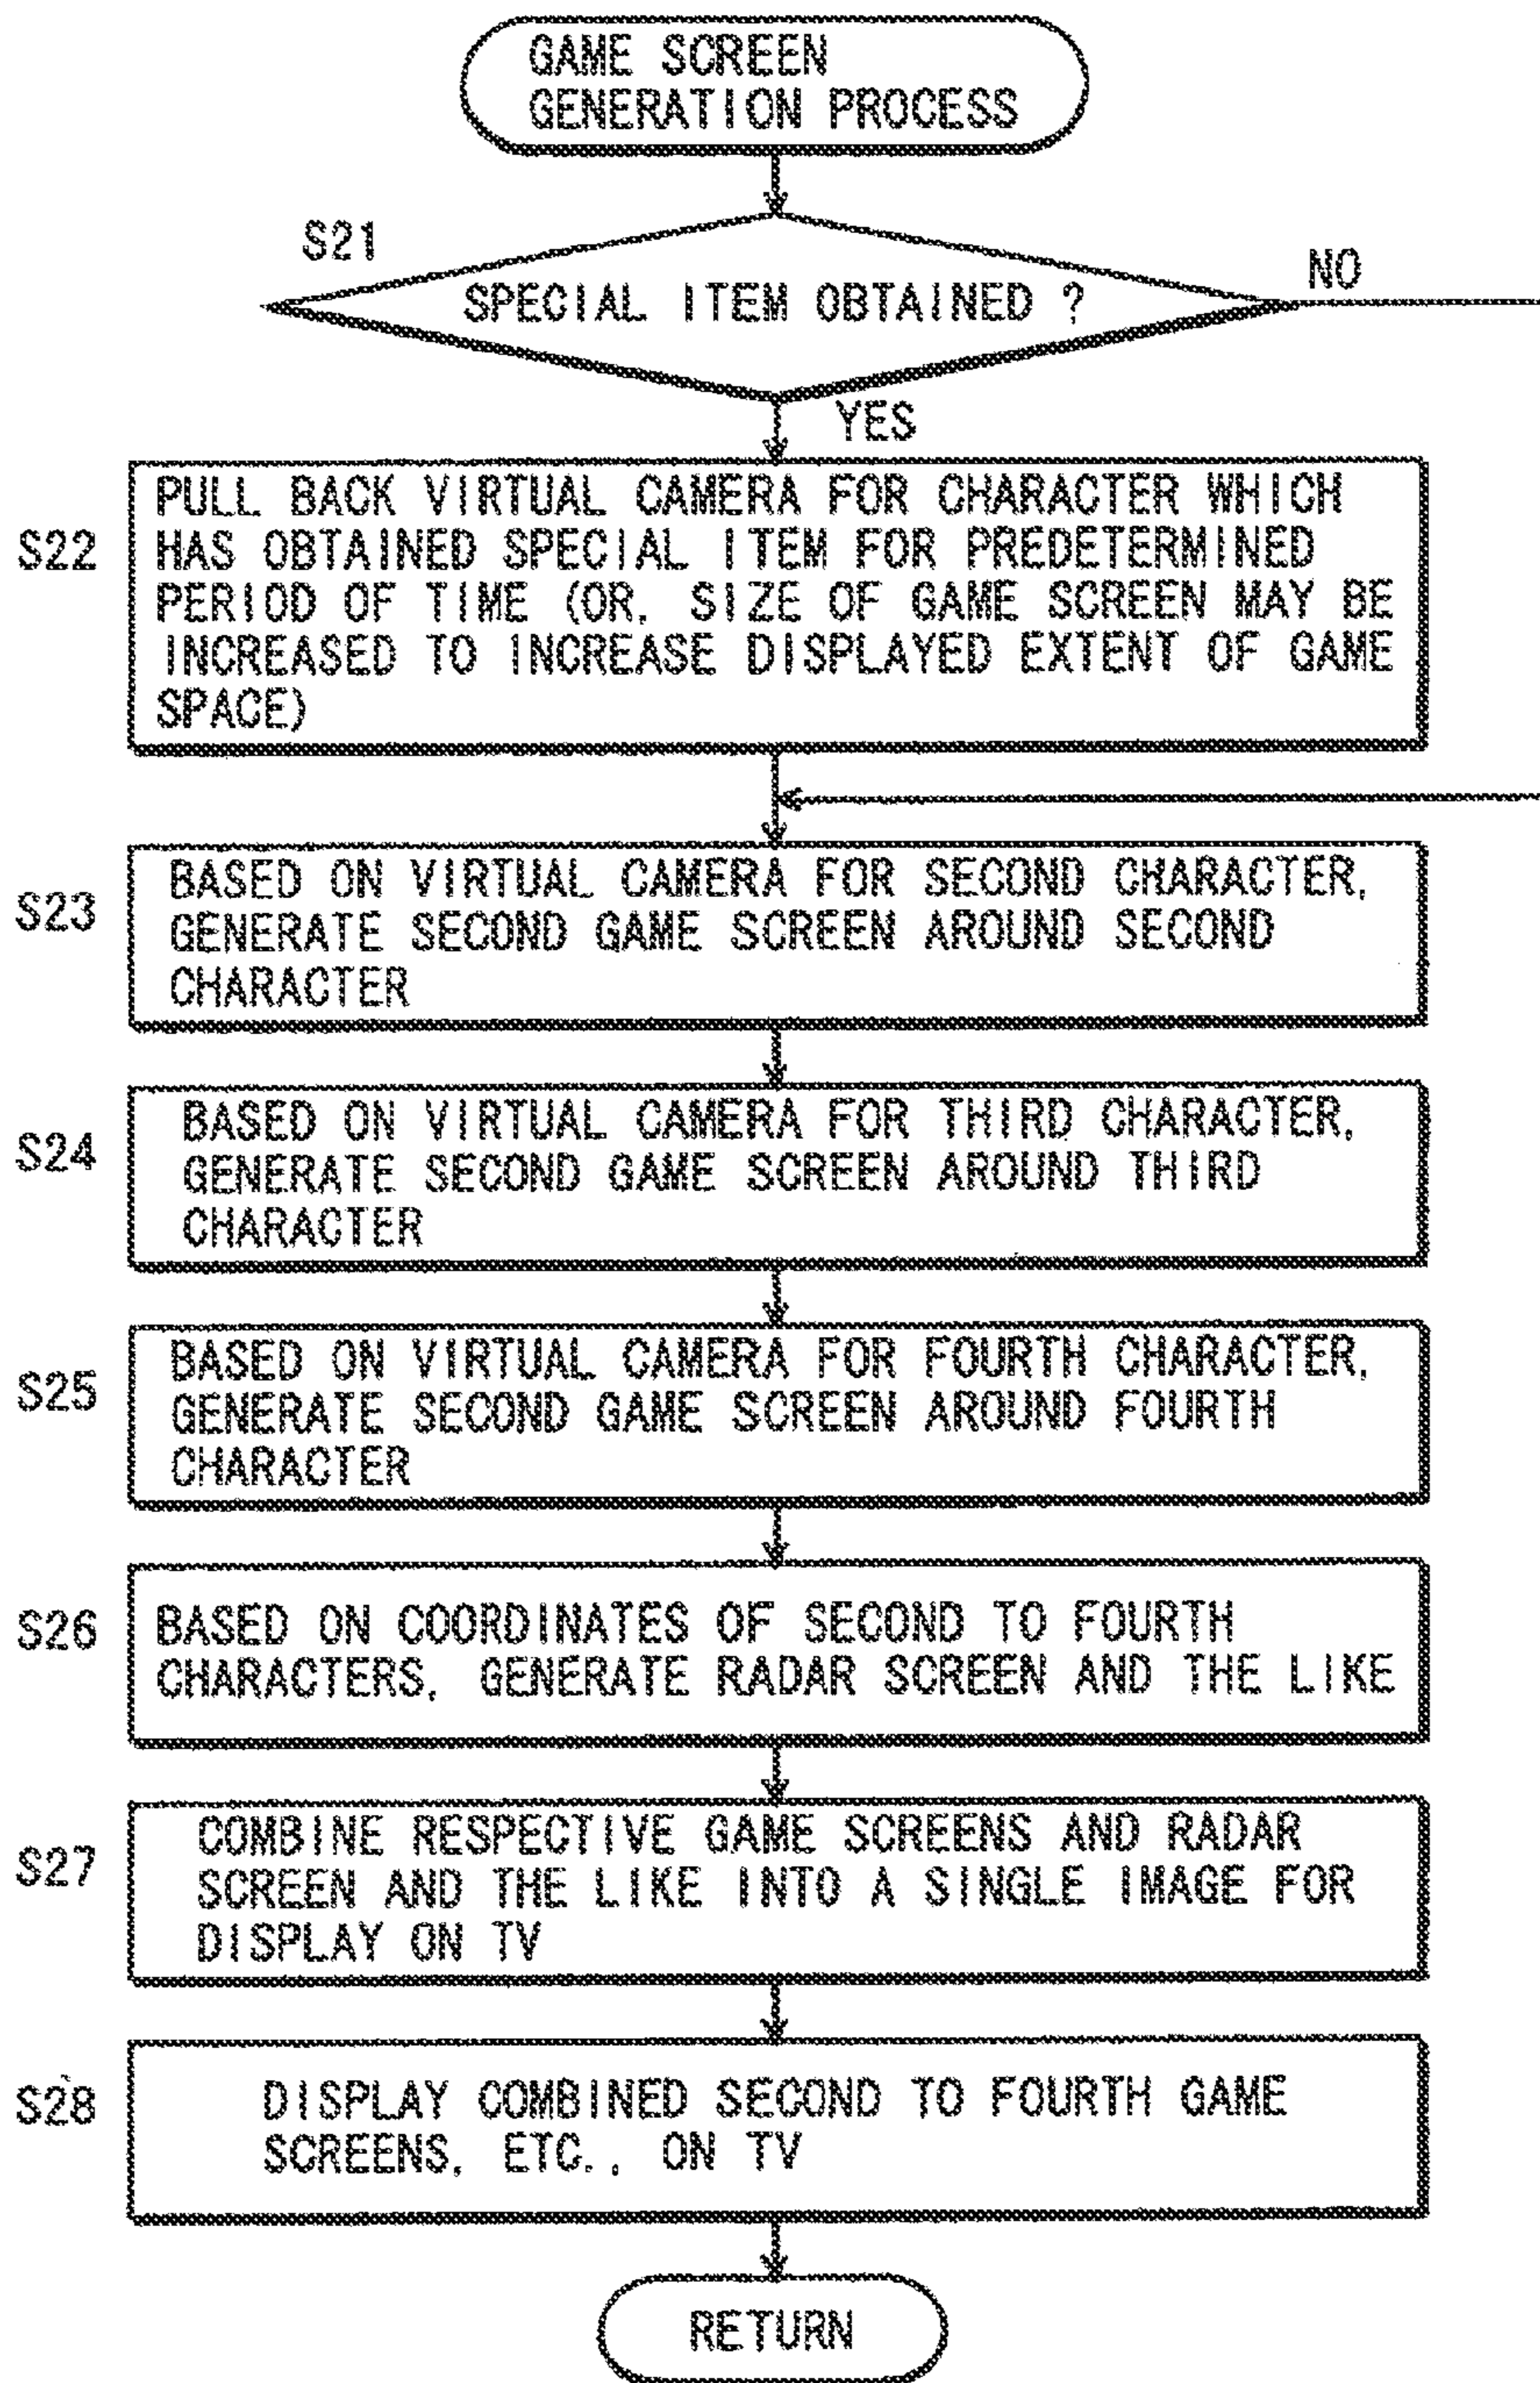 GAME SCREEN
GENERATION PROCESS
S21
SPECIAL ITEM OBTAINED ?
NO
YES
S22
PULL BACK VIRTUAL CAMERA FOR CHARACTER WHICH
HAS OBTAINED SPECIAL ITEM FOR PREDETERMINED
PERIOD OF TIME (OR, SIZE OF GAME SCREEN MAY BE
INCREASED TO INCREASE DISPLAYED EXTENT OF GAME
SPACE)
S23
BASED ON VIRTUAL CAMERA FOR SECOND CHARACTER,
GENERATE SECOND GAME SCREEN AROUND SECOND
CHARACTER
S24
BASED ON VIRTUAL CAMERA FOR THIRD CHARACTER,
GENERATE SECOND GAME SCREEN AROUND THIRD
CHARACTER
S25
BASED ON VIRTUAL CAMERA FOR FOURTH CHARACTER,
GENERATE SECOND GAME SCREEN AROUND FOURTH
CHARACTER
S26
BASED ON COORDINATES OF SECOND TO FOURTH
CHARACTERS, GENERATE RADAR SCREEN AND THE LIKE
S27
COMBINE RESPECTIVE GAME SCREENS AND RADAR
SCREEN AND THE LIKE INTO A SINGLE IMAGE FOR
DISPLAY ON TV
S28
DISPLAY COMBINED SECOND TO FOURTH GAME
SCREENS, ETC., ON TV
RETURN